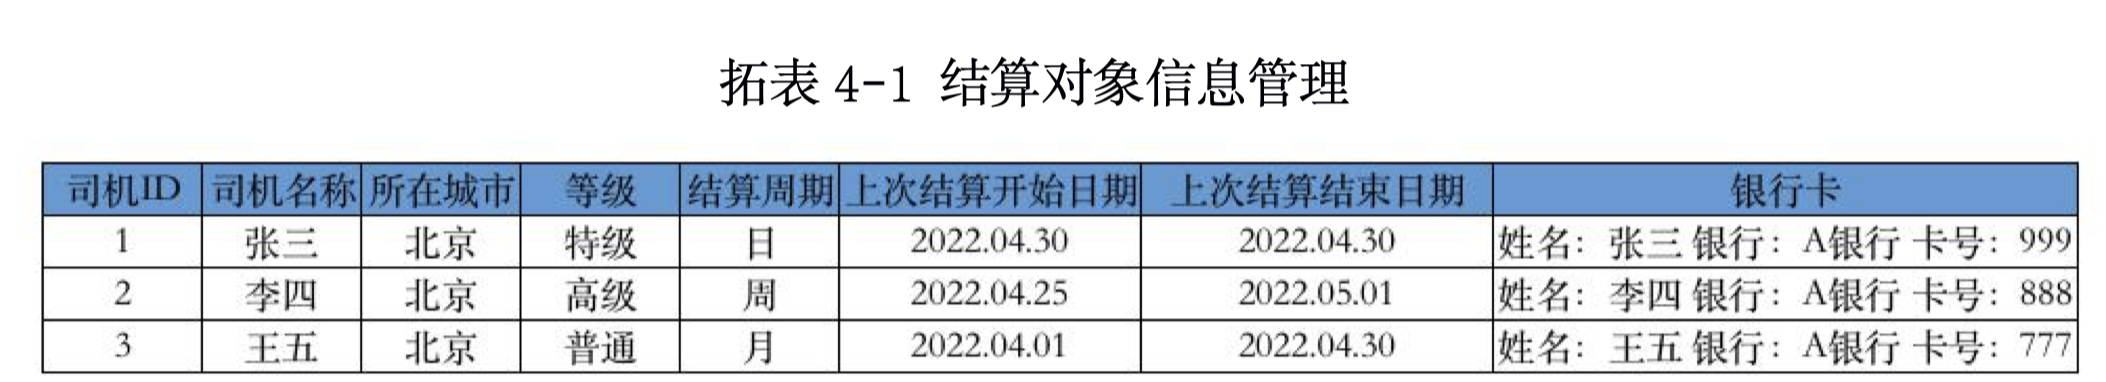 拓表 4-1 结算对象信息管理
司机ID 司机名称 所在城市 等级 结算周期 上次结算开始日期 上次结算结束日期 银行卡
1 张三 北京 特级 日 2022.04.30 2022.04.30 姓名：张三 银行：A银行 卡号：999
2 李四 北京 高级 周 2022.04.25 2022.05.01 姓名：李四 银行：A银行 卡号：888
3 王五 北京 普通 月 2022.04.01 2022.04.30 姓名：王五 银行：A银行 卡号：777